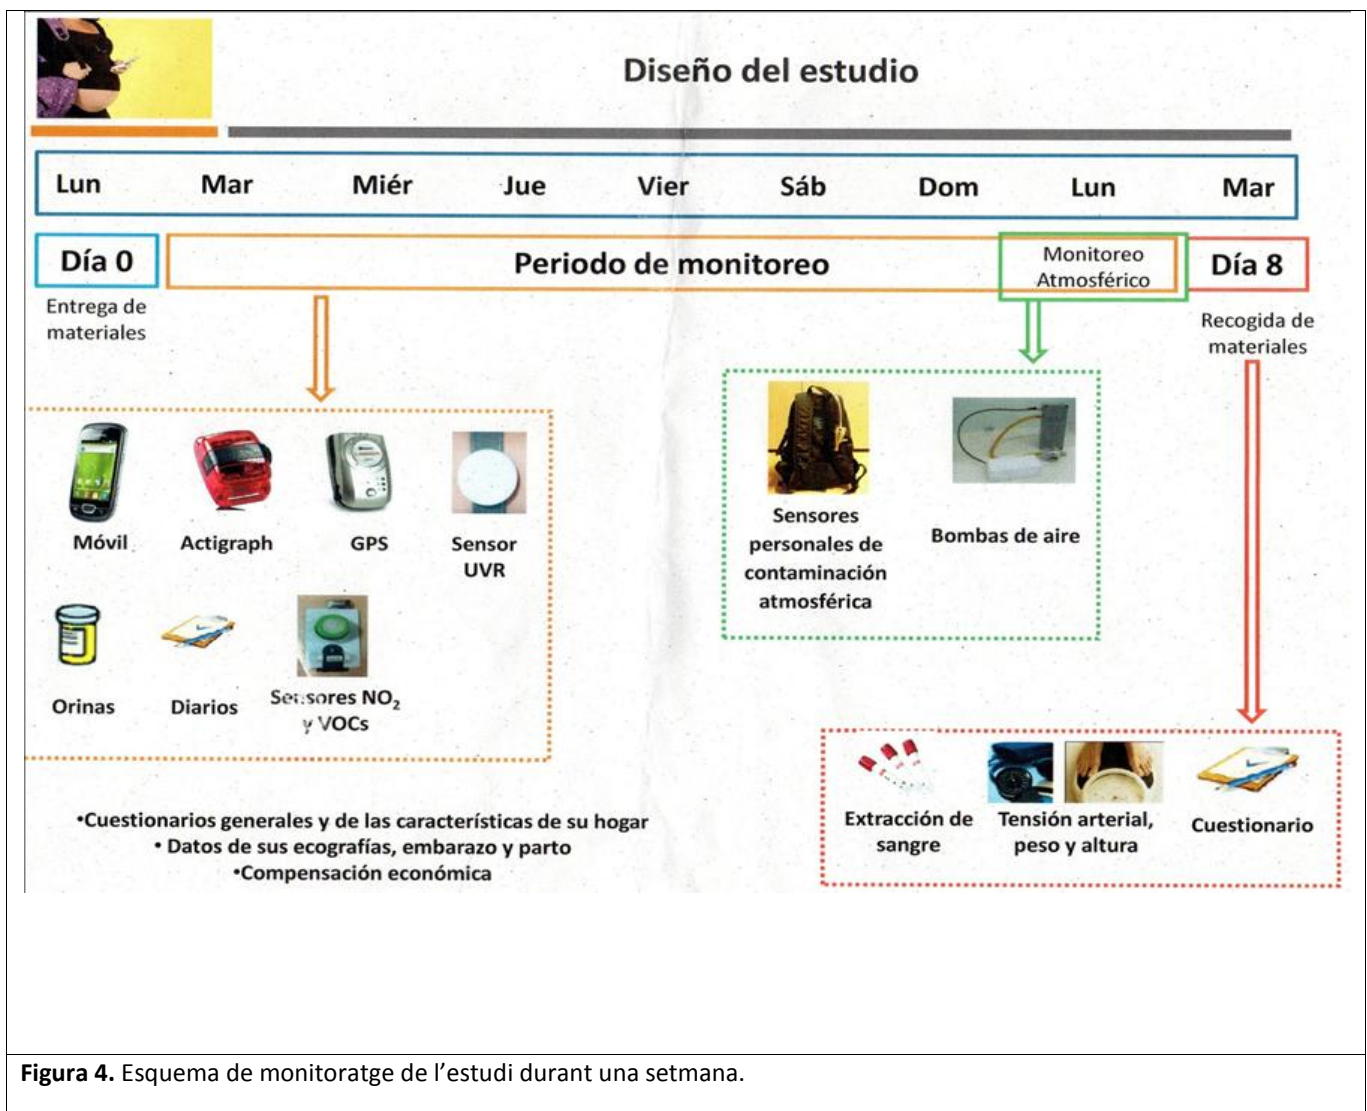 Diseño del estudio
Lun Mar Miér Jue Vier Sáb Dom Lun Mar
Día 0
Periodo de monitoreo
Monitoreo
Atmosférico
Día 8
Entrega de
materiales
Recogida de
materiales
Móvil
Actigraph
GPS
Sensor
UVR
Orinas
Diarios
Sensores NO₂
y VOCs
Sensores
personales de
contaminación
atmosférica
Bombas de aire
•Cuestionarios generales y de las características de su hogar
• Datos de sus ecografías, embarazo y parto
•Compensación económica
Extracción de
sangre
Tensión arterial,
peso y altura
Cuestionario
Figura 4. Esquema de monitoratge de l’estudi durant una setmana.